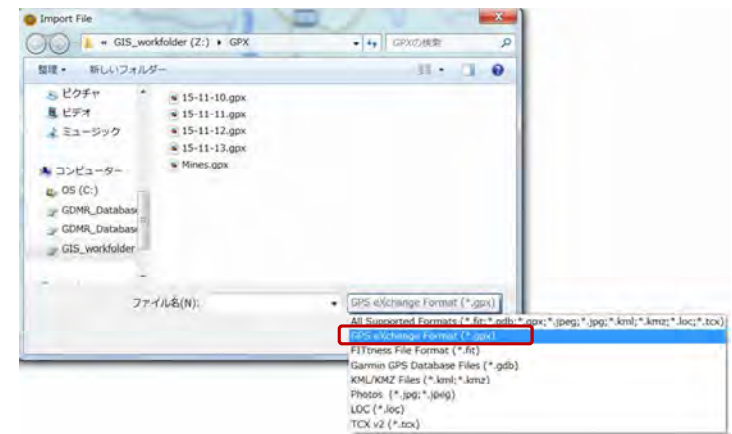 Import File
« GIS_workfolder (Z:) ▸ GPX
GPXの検索
整理
新しいフォルダー
ピクチャ
ビデオ
ミュージック
コンピューター
OS (C:)
GDMR_Databas
GDMR_Databas
GIS_workfolder
15-11-10.gpx
15-11-11.gpx
15-11-12.gpx
15-11-13.gpx
Mines.gpx
ファイル名(N):
GPS eXchange Format (*.gpx)
All Supported Formats (*.fit;*.gdb;*.gpx;*.jpeg;*.jpg;*.kml;*.kmz;*.loc;*.tcx)
GPS eXchange Format (*.gpx)
FITness File Format (*.fit)
Garmin GPS Database Files (*.gdb)
KML/KMZ Files (*.kml;*.kmz)
Photos (*.jpg;*.jpeg)
LOC (*.loc)
TCX v2 (*.tcx)